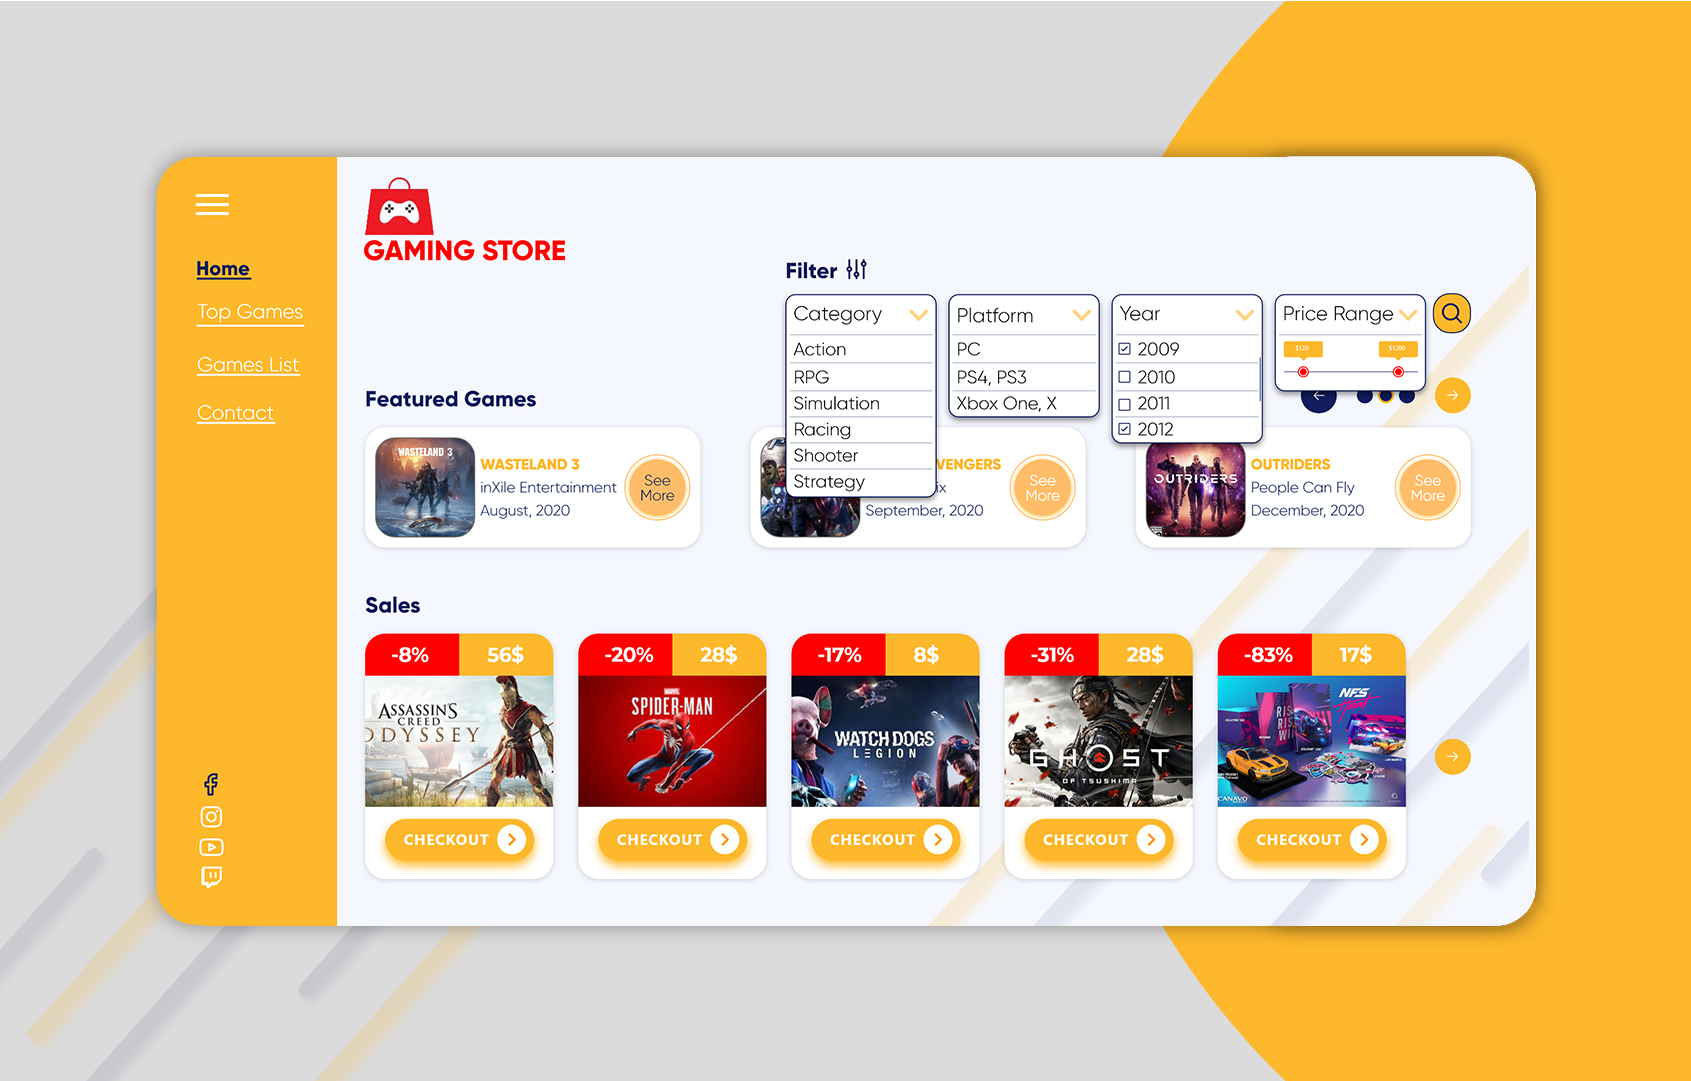 GAMING STORE
Home
Top Games
Games List
Contact
Filter
Category
Action
RPG
Simulation
Racing
Shooter
Strategy
Platform
PC
PS4, PS3
Xbox One, X
Year
2009
2010
2011
2012
Price Range
$120
$1200
Featured Games
WASTELAND 3
WASTELAND 3
inXile Entertainment
August, 2020
See
More
VENGERS
ix
September, 2020
See
More
OUTRIDERS
OUTRIDERS
People Can Fly
December, 2020
See
More
Sales
-8% 56$
ASSASSIN'S
CREED
ODYSSEY
CHECKOUT
-20% 28$
MARVEL
SPIDER-MAN
CHECKOUT
-17% 8$
WATCH DOGS
LEGION
CHECKOUT
-31% 28$
GHOST
OF TSUSHIMA
CHECKOUT
-83% 17$
NFS
CHECKOUT